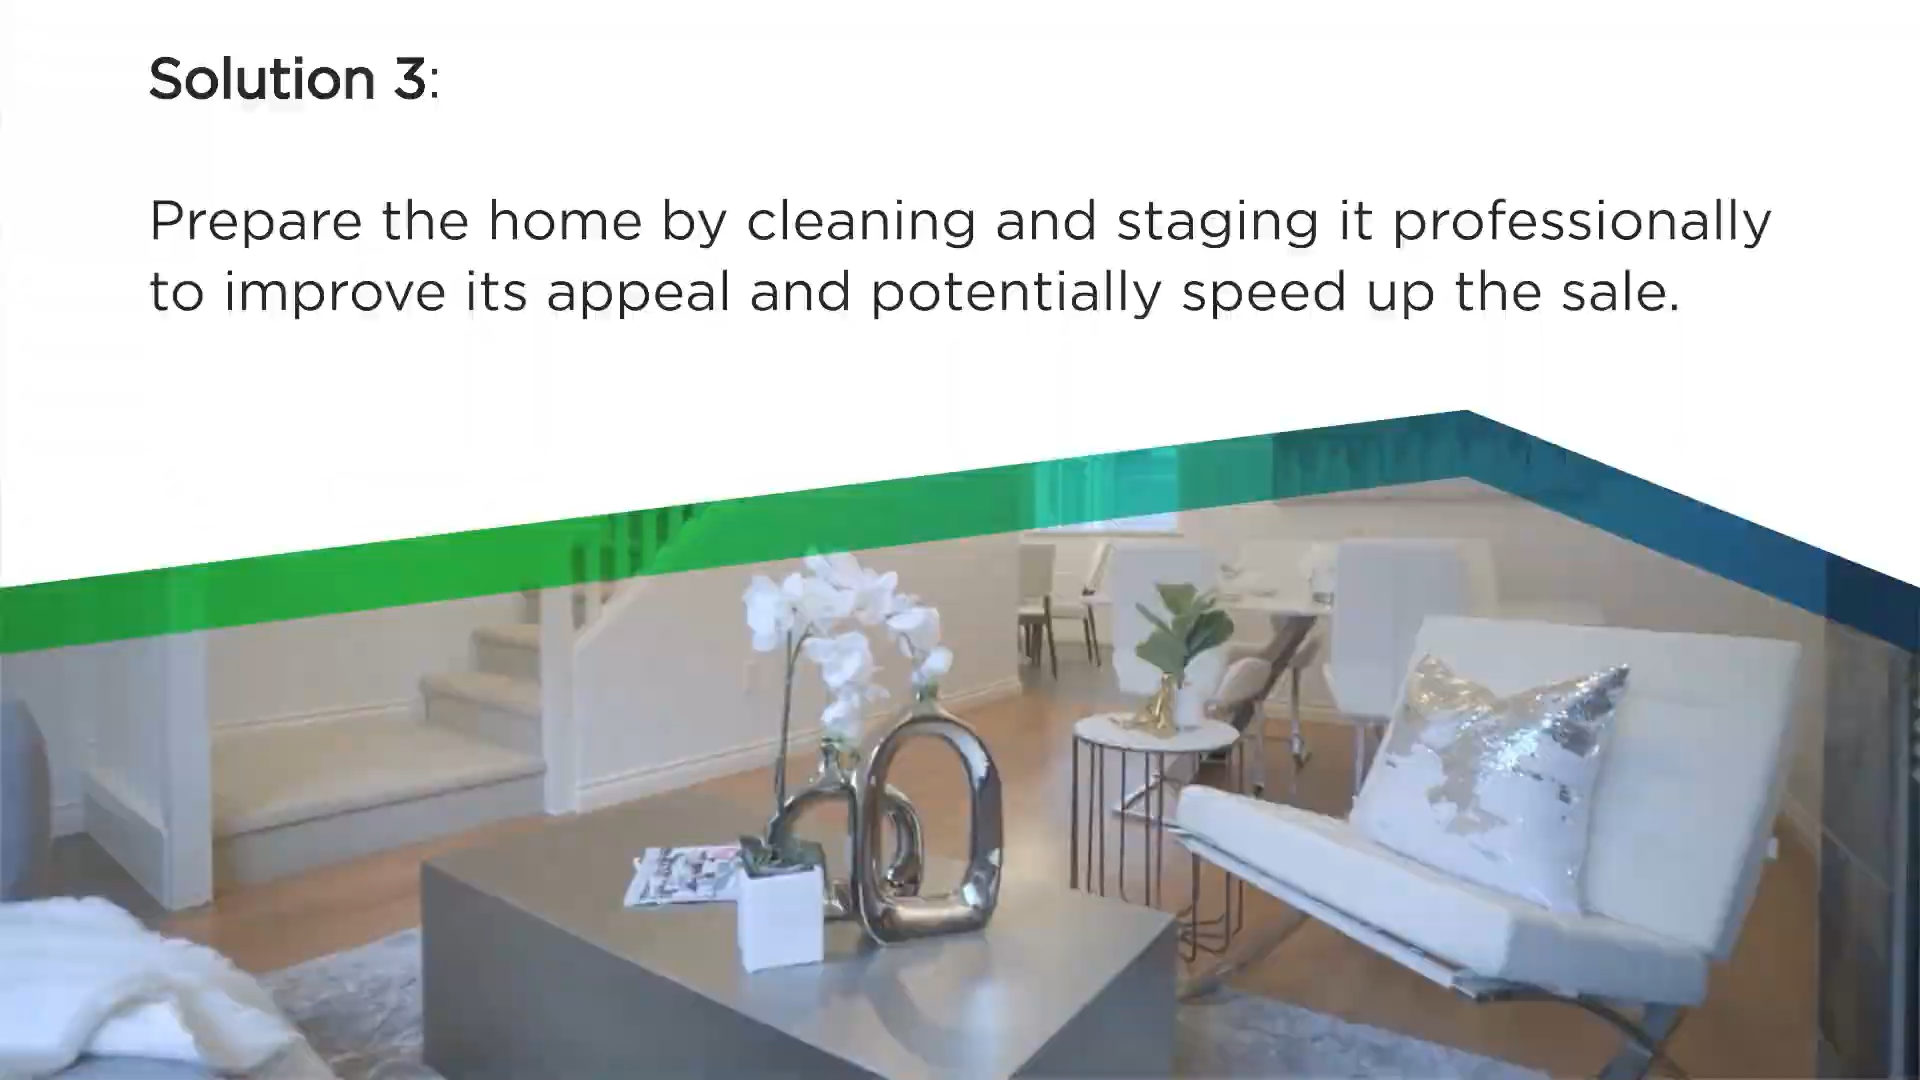 Solution 3:
Prepare the home by cleaning and staging it professionally
to improve its appeal and potentially speed up the sale.